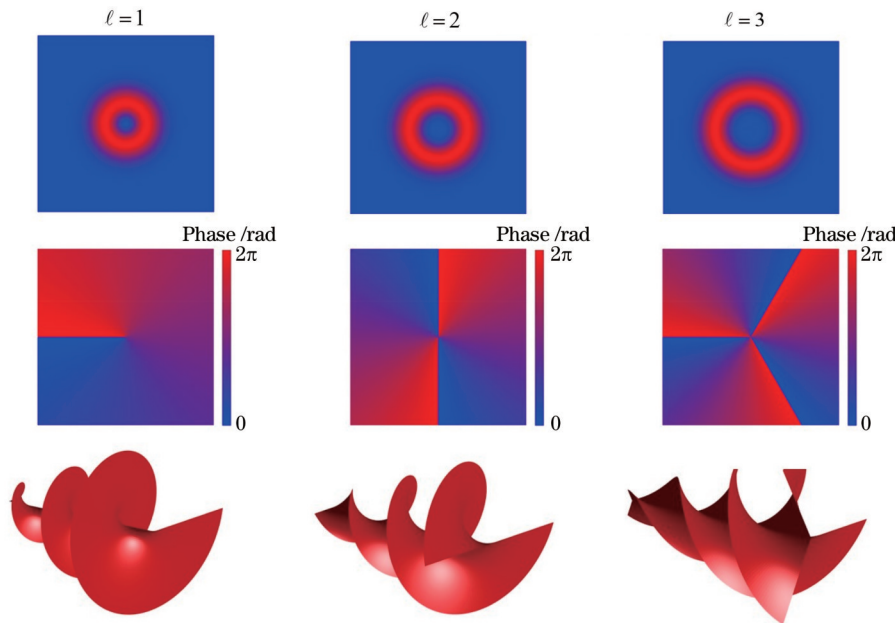 ℓ = 1
ℓ = 2
ℓ = 3
Phase /rad
2π
0
Phase /rad
2π
0
Phase /rad
2π
0